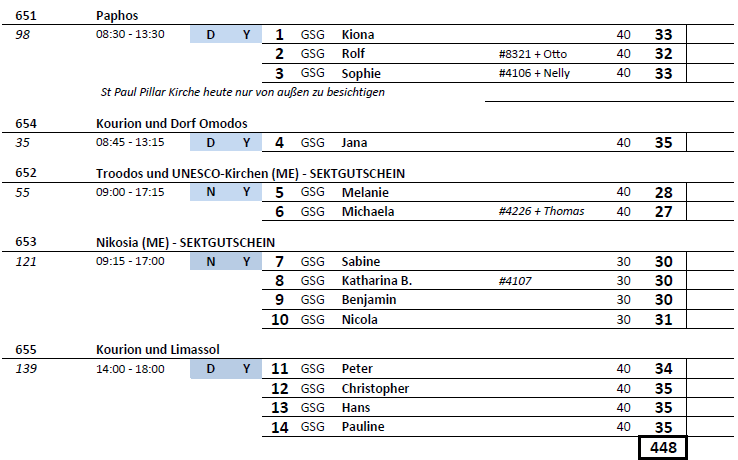 651 Paphos
98 08:30 - 13:30 D Y 1 GSG Kiona 40 33
2 GSG Rolf #8321 + Otto 40 32
3 GSG Sophie #4106 + Nelly 40 33
St Paul Pillar Kirche heute nur von außen zu besichtigen
654 Kourion und Dorf Omodos
35 08:45 - 13:15 D Y 4 GSG Jana 40 35
652 Troodos und UNESCO-Kirchen (ME) - SEKTGUTSCHEIN
55 09:00 - 17:15 N Y 5 GSG Melanie 40 28
6 GSG Michaela #4226 + Thomas 40 27
653 Nikosia (ME) - SEKTGUTSCHEIN
121 09:15 - 17:00 N Y 7 GSG Sabine 30 30
8 GSG Katharina B. #4107 30 30
9 GSG Benjamin 30 30
10 GSG Nicola 30 31
655 Kourion und Limassol
139 14:00 - 18:00 D Y 11 GSG Peter 40 34
12 GSG Christopher 40 35
13 GSG Hans 40 35
14 GSG Pauline 40 35
448